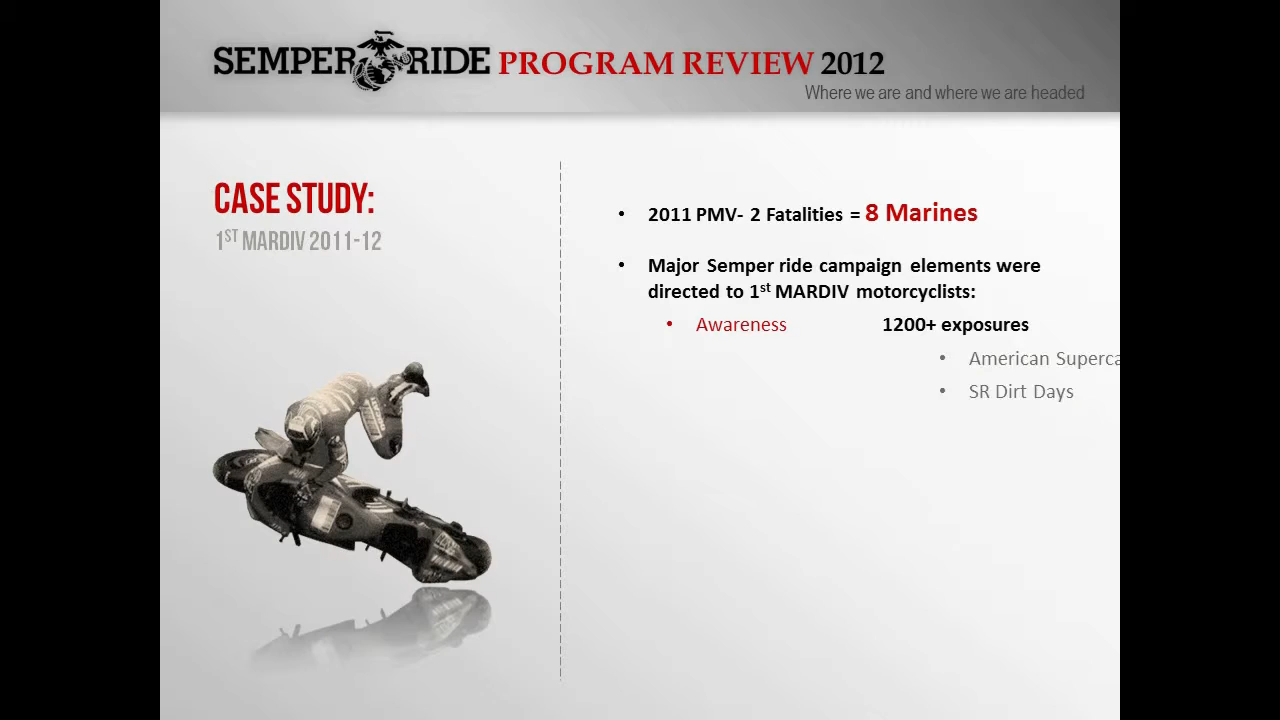 SEMPER RIDE PROGRAM REVIEW 2012
Where we are and where we are headed
CASE STUDY:
1ST MARDIV 2011-12
• 2011 PMV- 2 Fatalities = 8 Marines
• Major Semper ride campaign elements were
directed to 1st MARDIV motorcyclists:
• Awareness 1200+ exposures
• American
• SR Dirt Days